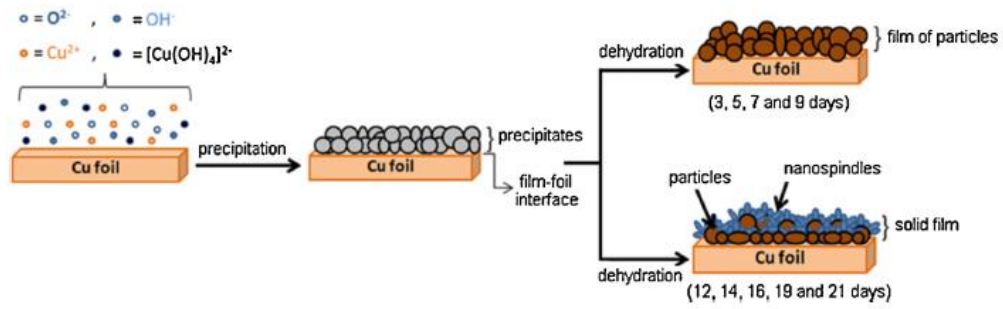 = O²⁻ , = OH⁻
= Cu²⁺ , = [Cu(OH)₄]²⁻
Cu foil
precipitation
Cu foil
precipitates
film-foil
interface
dehydration
Cu foil
film of particles
(3, 5, 7 and 9 days)
particles
nanospindles
solid film
Cu foil
dehydration
(12, 14, 16, 19 and 21 days)